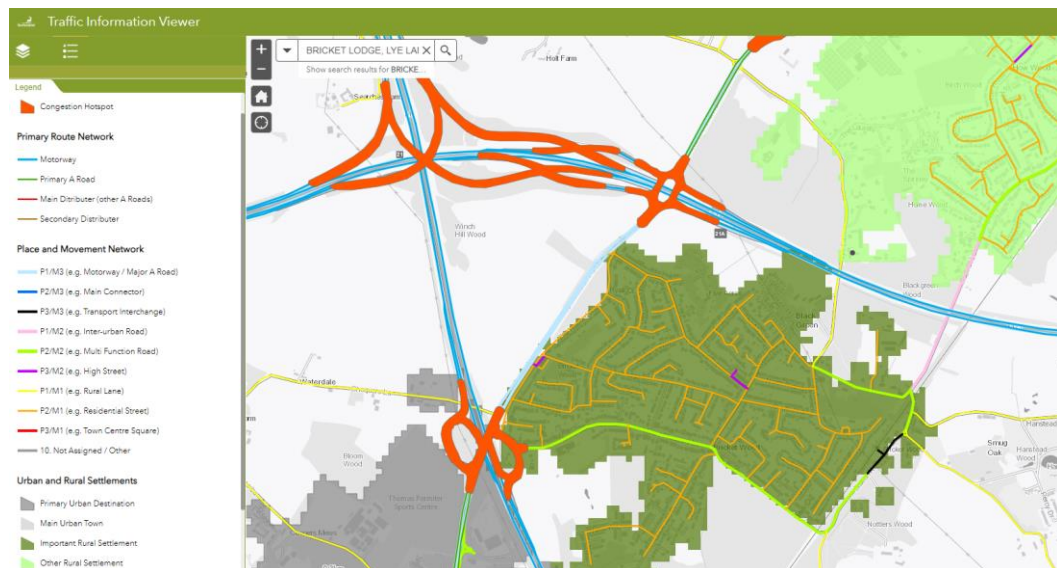 Traffic Information Viewer
BRICKET LODGE, LYE LA
Show search results for BRICKE...
Legend
Congestion Hotspot
Primary Route Network
Motorway
Primary A Road
Main Ditributer (other A Roads)
Secondary Distributer
Place and Movement Network
P1/M3 (e.g. Motorway / Major A Road)
P2/M3 (e.g. Main Connector)
P3/M3 (e.g. Transport Interchange)
P1/M2 (e.g. Inter-urban Road)
P2/M2 (e.g. Multi Function Road)
P3/M2 (e.g. High Street)
P1/M1 (e.g. Rural Lane)
P2/M1 (e.g. Residential Street)
P3/M1 (e.g. Town Centre Square)
10. Not Assigned / Other
Urban and Rural Settlements
Primary Urban Destination
Main Urban Town
Important Rural Settlement
Other Rural Settlement
Holt Farm
21
Winch
Hill Wood
21A
Hanstead
Wood
Smug
Oak
Waterdale
Bloom
Wood
Sports Centre
Nutters Wood